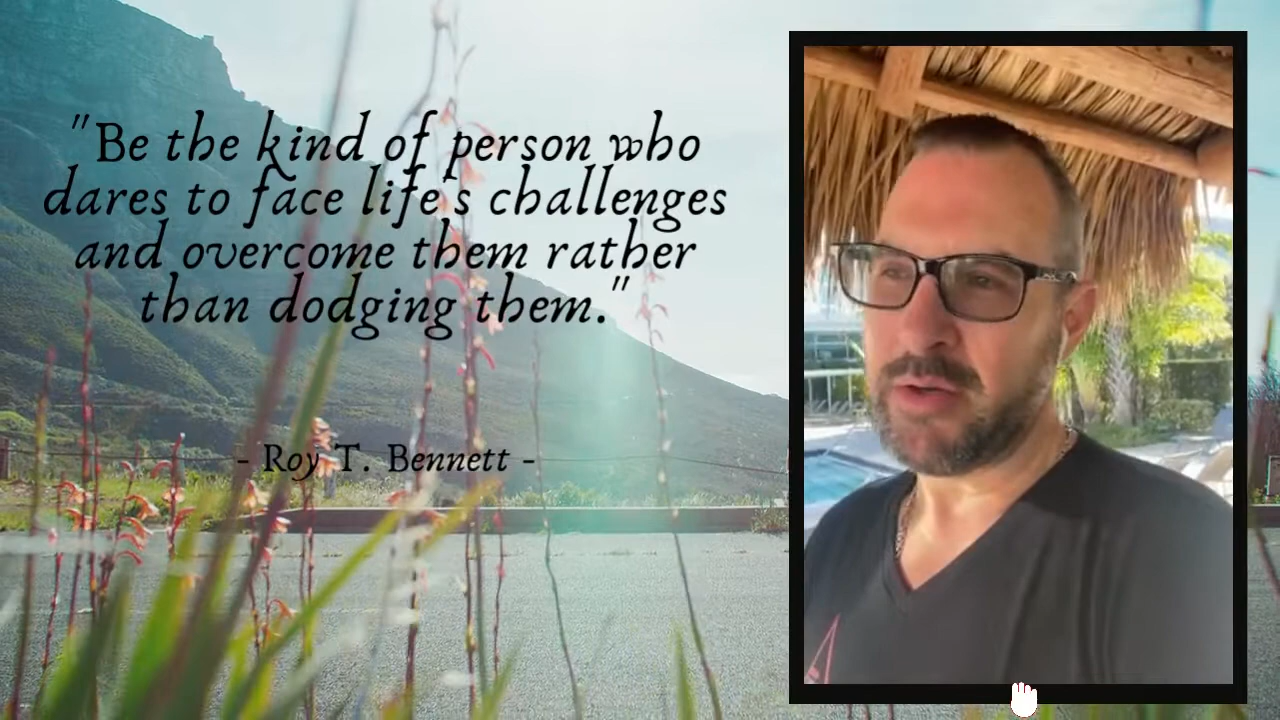 "Be the kind of person who
dares to face life's challenges
and overcome them rather
than dodging them."
- Roy T. Bennett -